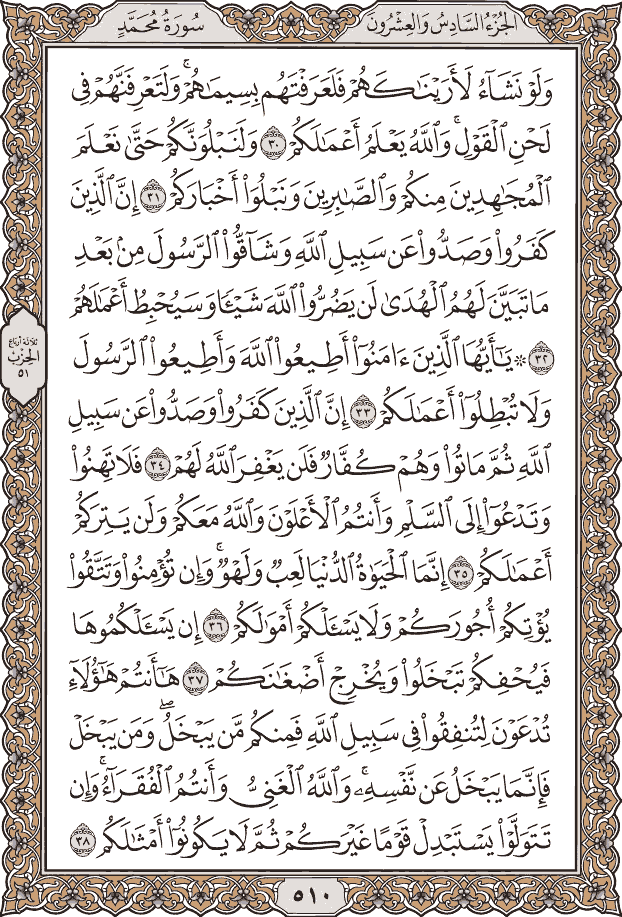 الجُزْءُ السَّادِسُ وَالعِشْرُونَ
سُورَةُ مُحَمَّدٍ
وَلَوْ نَشَآءُ لَأَرَيْنَٰكَهُمْ فَلَعَرَفْتَهُم بِسِيمَٰهُمْۚ وَلَتَعْرِفَنَّهُمْ فِى
لَحْنِ ٱلْقَوْلِۚ وَٱللَّهُ يَعْلَمُ أَعْمَٰلَكُمْ ٣٠ وَلَنَبْلُوَنَّكُمْ حَتَّىٰ نَعْلَمَ
ٱلْمُجَٰهِدِينَ مِنكُمْ وَٱلصَّٰبِرِينَ وَنَبْلُوَا۟ أَخْبَارَكُمْ ٣١ إِنَّ ٱلَّذِينَ
كَفَرُوا۟ وَصَدُّوا۟ عَن سَبِيلِ ٱللَّهِ وَشَآقُّوا۟ ٱلرَّسُولَ مِنۢ بَعْدِ
مَا تَبَيَّنَ لَهُمُ ٱلْهُدَىٰ لَن يَضُرُّوا۟ ٱللَّهَ شَيْـًٔا وَسَيُحْبِطُ أَعْمَٰلَهُمْ
٣٢ ۞ يَٰٓأَيُّهَا ٱلَّذِينَ ءَامَنُوٓا۟ أَطِيعُوا۟ ٱللَّهَ وَأَطِيعُوا۟ ٱلرَّسُولَ
وَلَا تُبْطِلُوٓا۟ أَعْمَٰلَكُمْ ٣٣ إِنَّ ٱلَّذِينَ كَفَرُوا۟ وَصَدُّوا۟ عَن سَبِيلِ
ٱللَّهِ ثُمَّ مَاتُوا۟ وَهُمْ كُفَّارٌ فَلَن يَغْفِرَ ٱللَّهُ لَهُمْ ٣٤ فَلَا تَهِنُوا۟
وَتَدْعُوٓا۟ إِلَى ٱلسَّلْمِ وَأَنتُمُ ٱلْأَعْلَوْنَ وَٱللَّهُ مَعَكُمْ وَلَن يَتِرَكُمْ
أَعْمَٰلَكُمْ ٣٥ إِنَّمَا ٱلْحَيَوٰةُ ٱلدُّنْيَا لَعِبٌ وَلَهْوٌۚ وَإِن تُؤْمِنُوا۟ وَتَتَّقُوا۟
يُؤْتِكُمْ أُجُورَكُمْ وَلَا يَسْـَٔلْكُمْ أَمْوَٰلَكُمْ ٣٦ إِن يَسْـَٔلْكُمُوهَا
فَيُحْفِكُمْ تَبْخَلُوا۟ وَيُخْرِجْ أَضْغَٰنَكُمْ ٣٧ هَٰٓأَنتُمْ هَٰٓؤُلَآءِ
تُدْعَوْنَ لِتُنفِقُوا۟ فِى سَبِيلِ ٱللَّهِ فَمِنكُم مَّن يَبْخَلُۖ وَمَن يَبْخَلْ
فَإِنَّمَا يَبْخَلُ عَن نَّفْسِهِۦۚ وَٱللَّهُ ٱلْغَنِىُّ وَأَنتُمُ ٱلْفُقَرَآءُۚ وَإِن
تَتَوَلَّوْا۟ يَسْتَبْدِلْ قَوْمًا غَيْرَكُمْ ثُمَّ لَا يَكُونُوٓا۟ أَمْثَٰلَكُم ٣٨
ثلاثة أرباع
الحزب
٥١
٥١٠